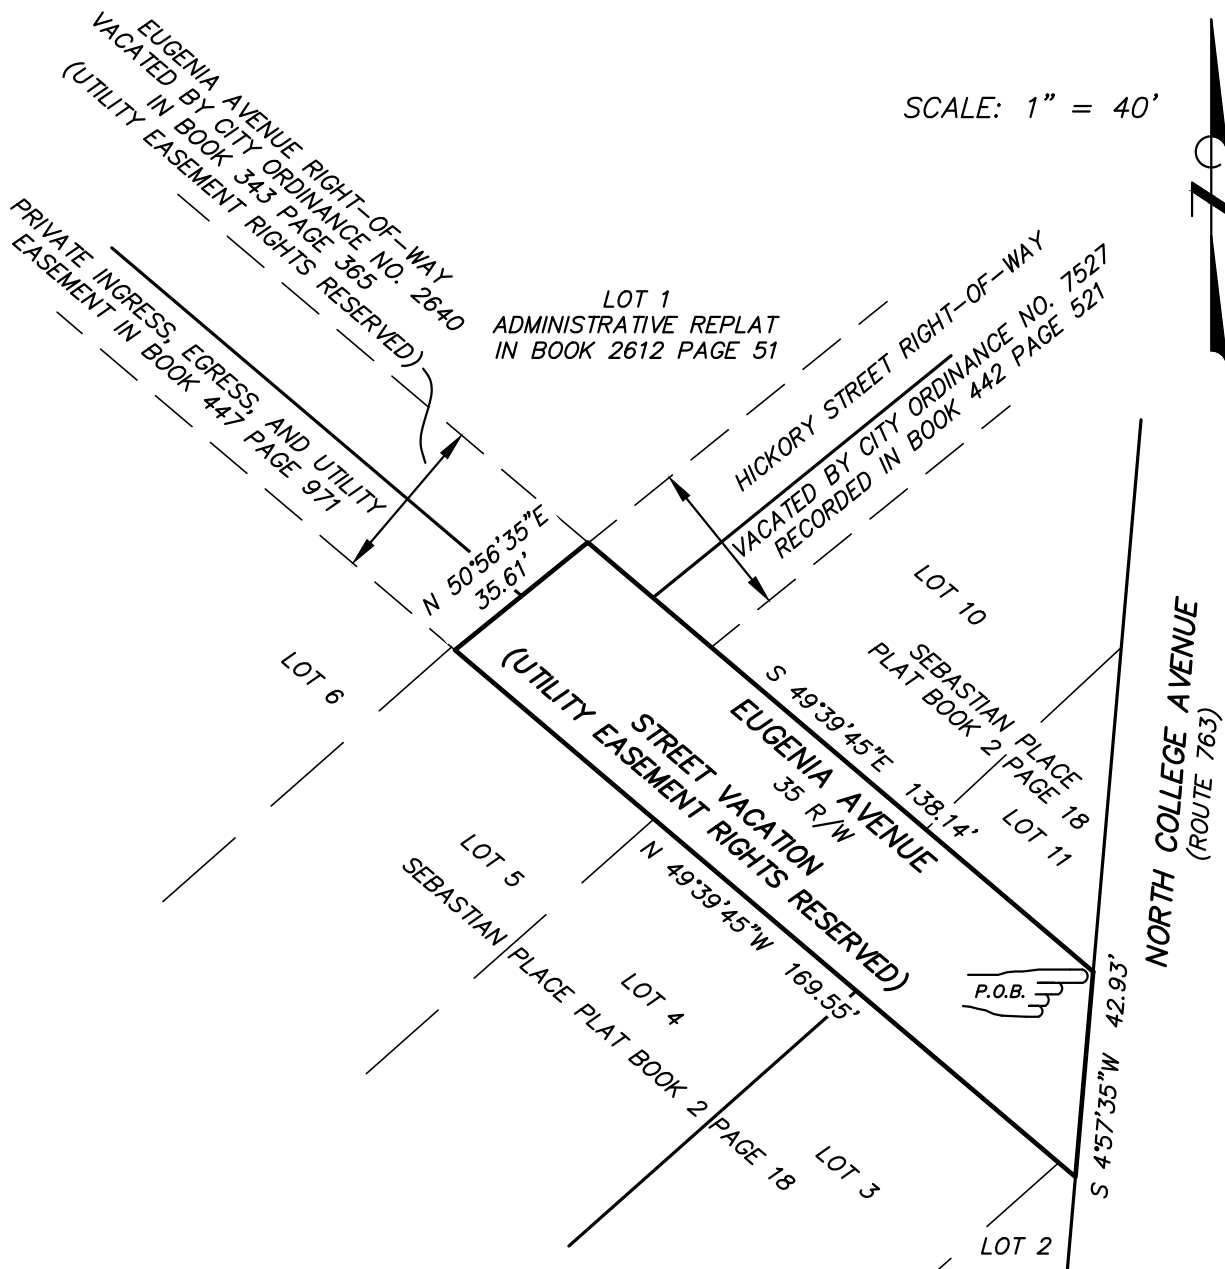 EUGENIA AVENUE RIGHT-OF-WAY
VACATED BY CITY ORDINANCE NO. 2640
IN BOOK 343 PAGE 365
(UTILITY EASEMENT RIGHTS RESERVED)
SCALE: 1" = 40'
PRIVATE INGRESS, EGRESS, AND UTILITY
EASEMENT IN BOOK 447 PAGE 971
LOT 1
ADMINISTRATIVE REPLAT
IN BOOK 2612 PAGE 51
HICKORY STREET RIGHT-OF-WAY
VACATED BY CITY ORDINANCE NO. 7527
RECORDED IN BOOK 442 PAGE 521
N 50°56'35"E
35.61'
LOT 10
SEBASTIAN PLACE
PLAT BOOK 2 PAGE 18
LOT 11
NORTH COLLEGE AVENUE
(ROUTE 763)
LOT 6
S 49°39'45"E 138.14'
EUGENIA AVENUE
35 R/W
STREET VACATION
(UTILITY EASEMENT RIGHTS RESERVED)
N 49°39'45"W 169.55'
P.O.B.
S 4°57'35"W 42.93'
LOT 5
SEBASTIAN PLACE PLAT BOOK 2 PAGE 18
LOT 4
LOT 3
LOT 2